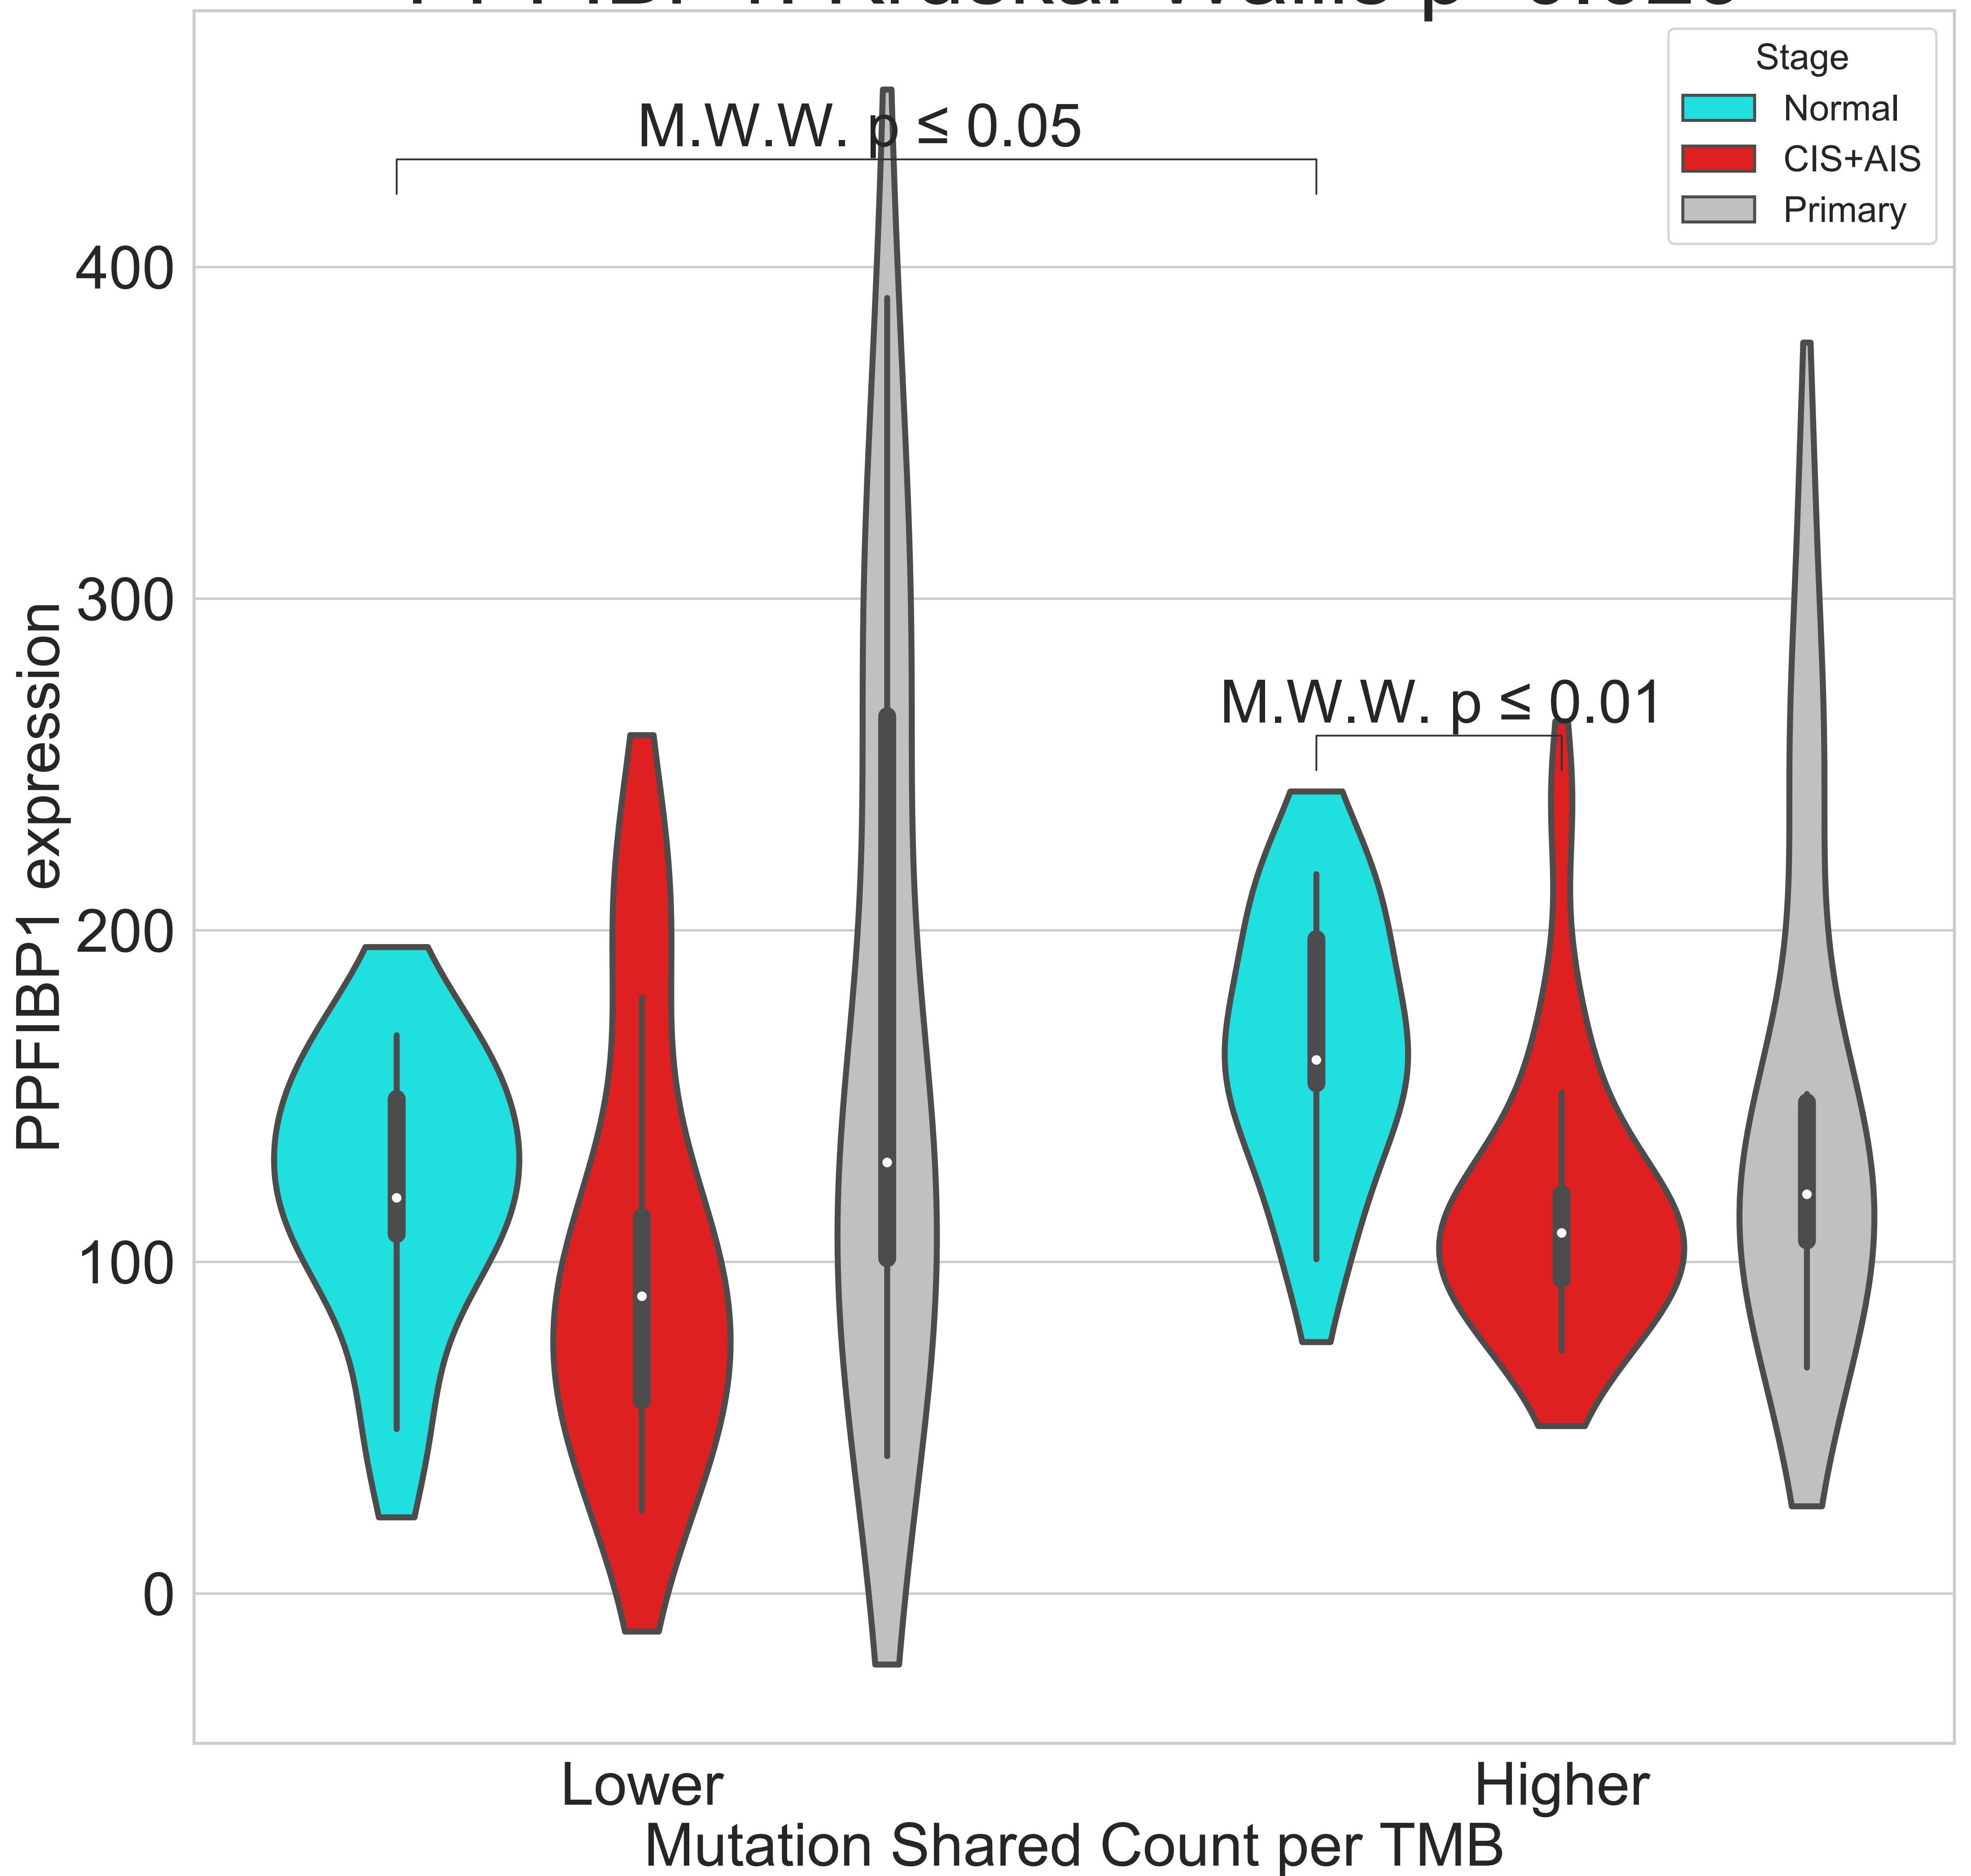 Stage
Normal
CIS+AIS
Primary
M.W.W. p ≤ 0.05
M.W.W. p ≤ 0.01
400
300
200
100
0
PPFIBP1 expression
Lower
Higher
Mutation Shared Count per TMB